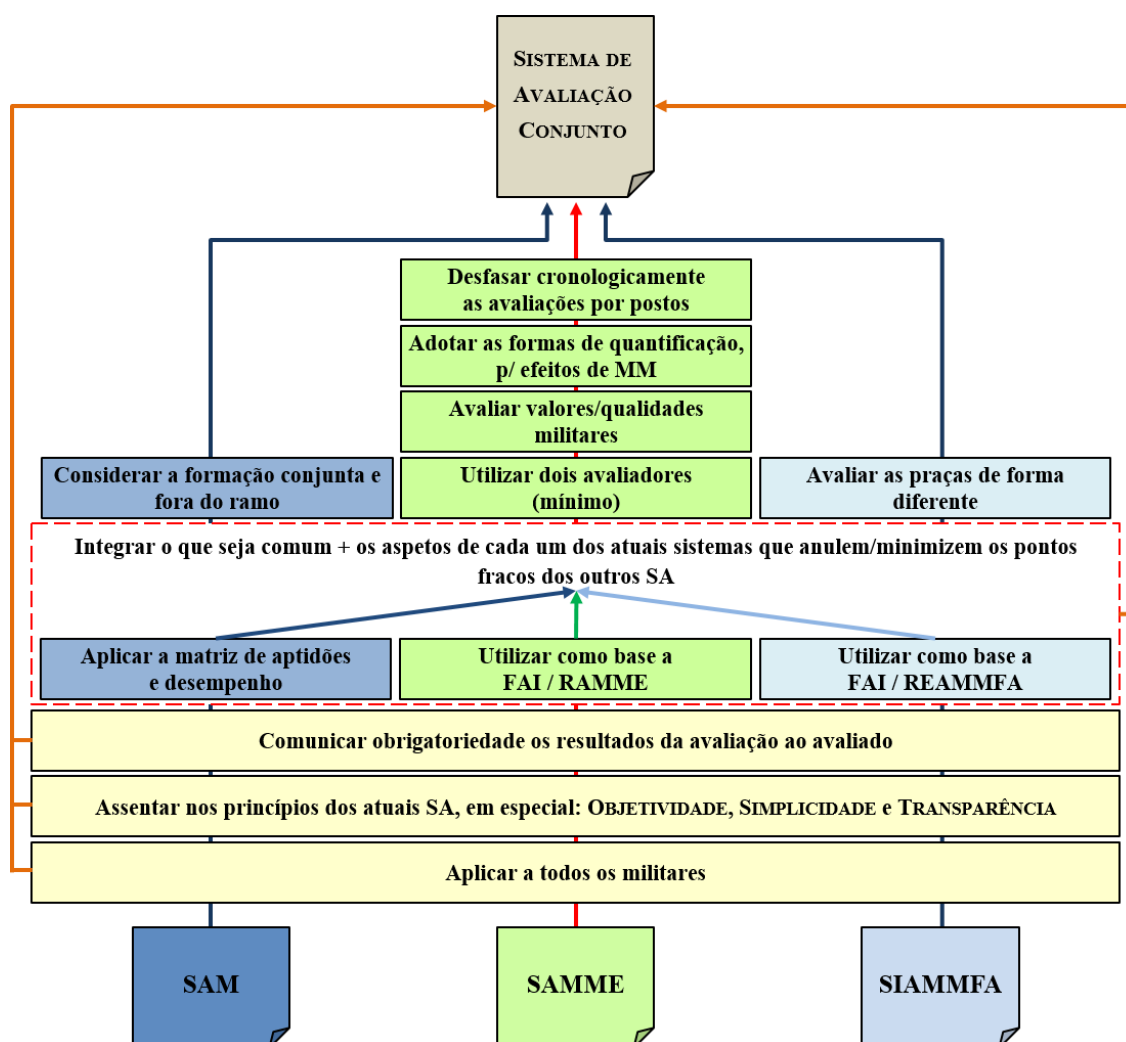 SISTEMA DE
AVALIAÇÃO
CONJUNTO
Desfasar cronologicamente
as avaliações por postos
Adotar as formas de quantificação,
p/ efeitos de MM
Avaliar valores/qualidades
militares
Considerar a formação conjunta e
fora do ramo
Utilizar dois avaliadores
(mínimo)
Avaliar as praças de forma
diferente
Integrar o que seja comum + os aspetos de cada um dos atuais sistemas que anulem/minimizem os pontos
fracos dos outros SA
Aplicar a matriz de aptidões
e desempenho
Utilizar como base a
FAI / RAMME
Utilizar como base a
FAI / REAMMFA
Comunicar obrigatoriedade os resultados da avaliação ao avaliado
Assentar nos princípios dos atuais SA, em especial: OBJETIVIDADE, SIMPLICIDADE e TRANSPARÊNCIA
Aplicar a todos os militares
SAM
SAMME
SIAMMFA